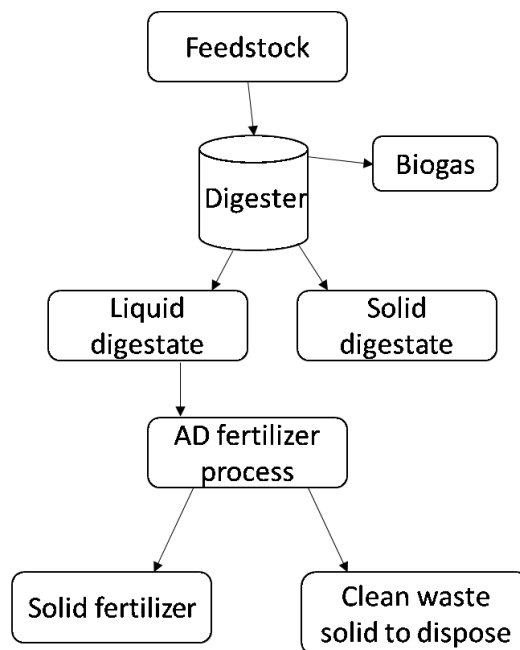 Feedstock
Digester
Biogas
Liquid
digestate
Solid
digestate
AD fertilizer
process
Solid fertilizer
Clean waste
solid to dispose